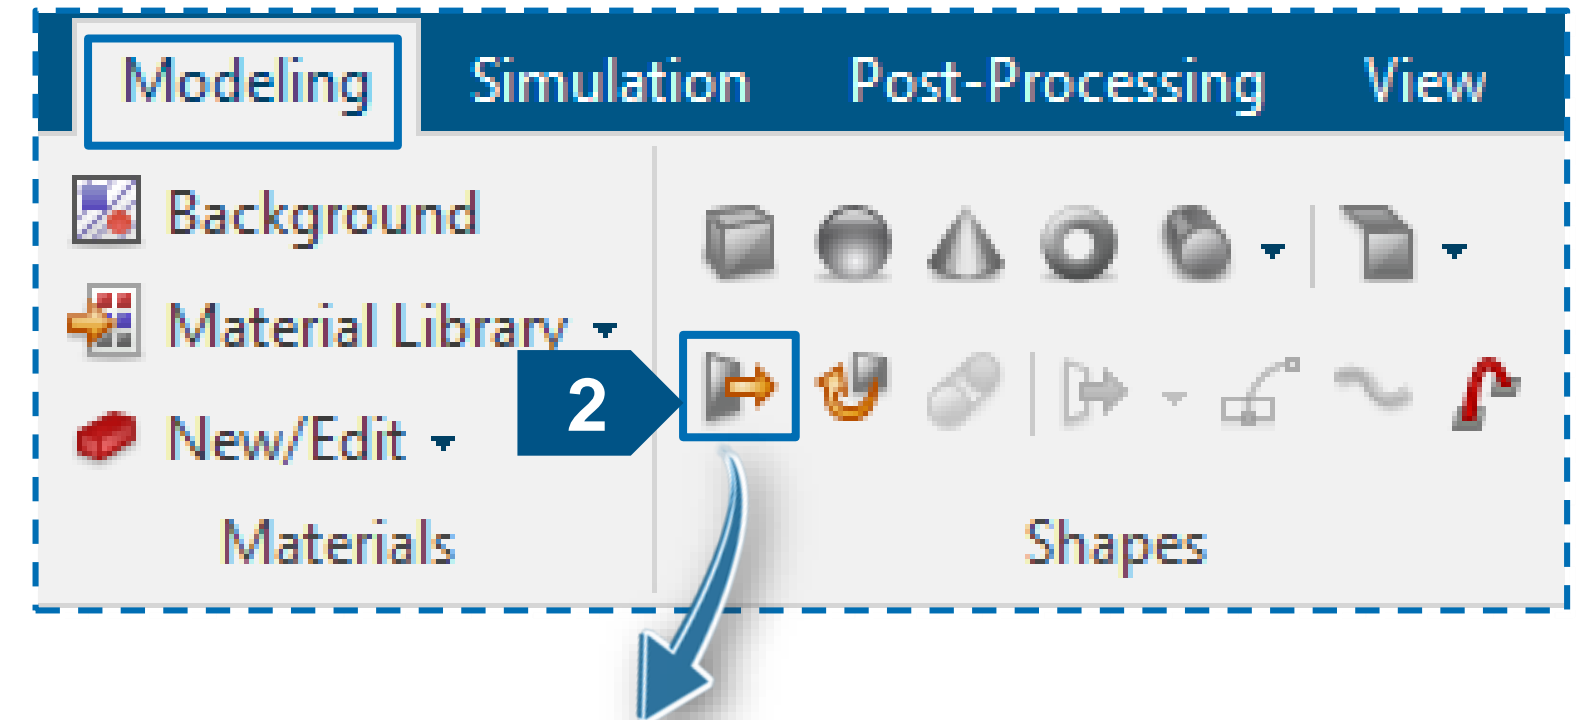 Modeling Simulation Post-Processing View
Background
Material Library
2
New/Edit
Materials Shapes